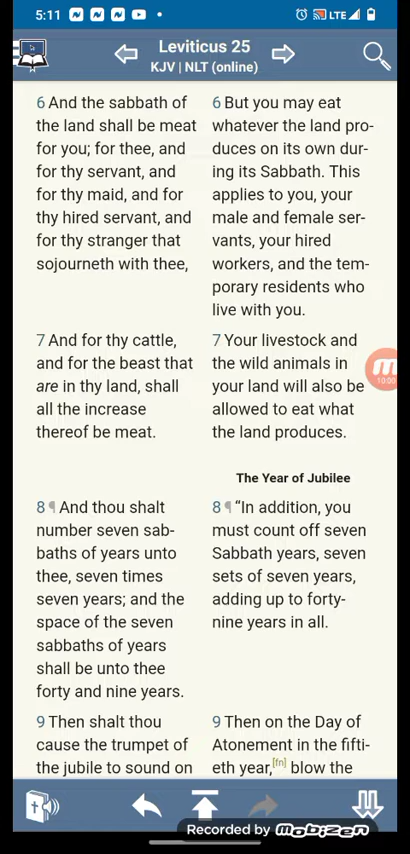 5:11
LTE
Leviticus 25
KJV | NLT (online)
6 And the sabbath of
the land shall be meat
for you; for thee, and
for thy servant, and
for thy maid, and for
thy hired servant, and
for thy stranger that
sojourneth with thee,
6 But you may eat
whatever the land pro-
duces on its own dur-
ing its Sabbath. This
applies to you, your
male and female ser-
vants, your hired
workers, and the tem-
porary residents who
live with you.
7 And for thy cattle,
and for the beast that
are in thy land, shall
all the increase
thereof be meat.
7 Your livestock and
the wild animals in
your land will also be
allowed to eat what
the land produces.
10:00
The Year of Jubilee
8 ¶ And thou shalt
number seven sab-
baths of years unto
thee, seven times
seven years; and the
space of the seven
sabbaths of years
shall be unto thee
forty and nine years.
8 ¶ “In addition, you
must count off seven
Sabbath years, seven
sets of seven years,
adding up to forty-
nine years in all.
9 Then shalt thou
cause the trumpet of
the jubile to sound on
9 Then on the Day of
Atonement in the fifti-
eth year,[fn] blow the
Recorded by mobizen